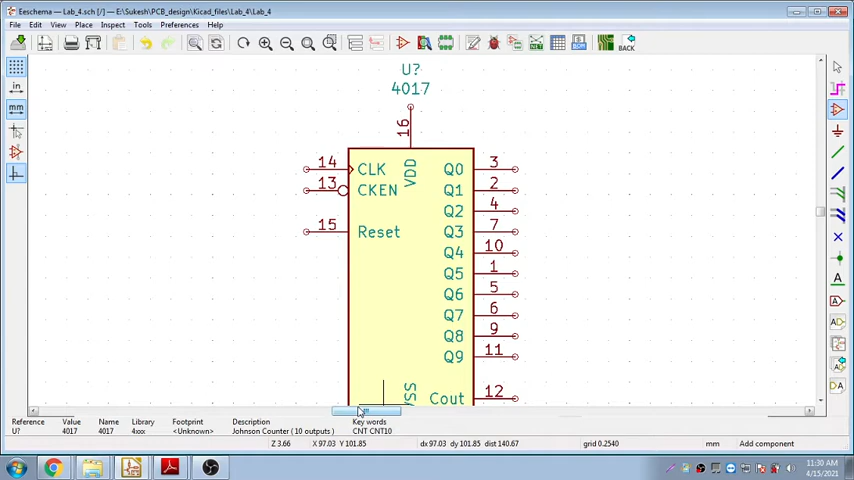 Eeschema — Lab_4.sch [/] — E:\Sukesh\PCB_design\Kicad_files\Lab_4\Lab_4
File Edit View Place Inspect Tools Preferences Help
BACK
in
mm
U?
4017
16
14 CLK VDD Q0 3
13 CKEN Q1 2
Q2 4
15 Reset Q3 7
Q4 10
Q5 1
Q6 5
Q7 6
Q8 9
Q9 11
VSS Cout 12
Reference Value Name Library Footprint Description Key words
U? 4017 4017 4xxx <Unknown> Johnson Counter ( 10 outputs ) CNT CNT10
Z 3.66 X 97.03 Y 101.85 dx 97.03 dy 101.85 dist 140.67 grid 0.2540 mm Add component
11:30 AM
4/15/2021